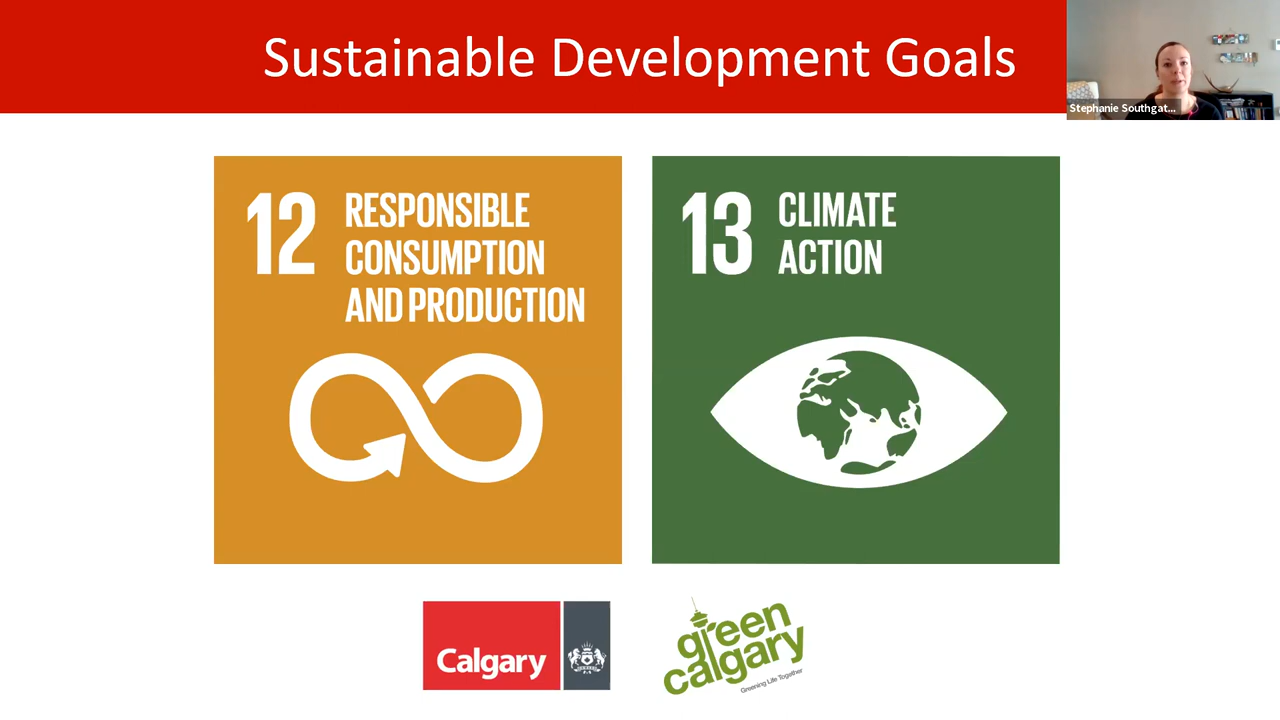 Sustainable Development Goals
Stephanie Southgat...
12 RESPONSIBLE
CONSUMPTION
AND PRODUCTION
13 CLIMATE
ACTION
Calgary
green
calgary
Greening Life Together